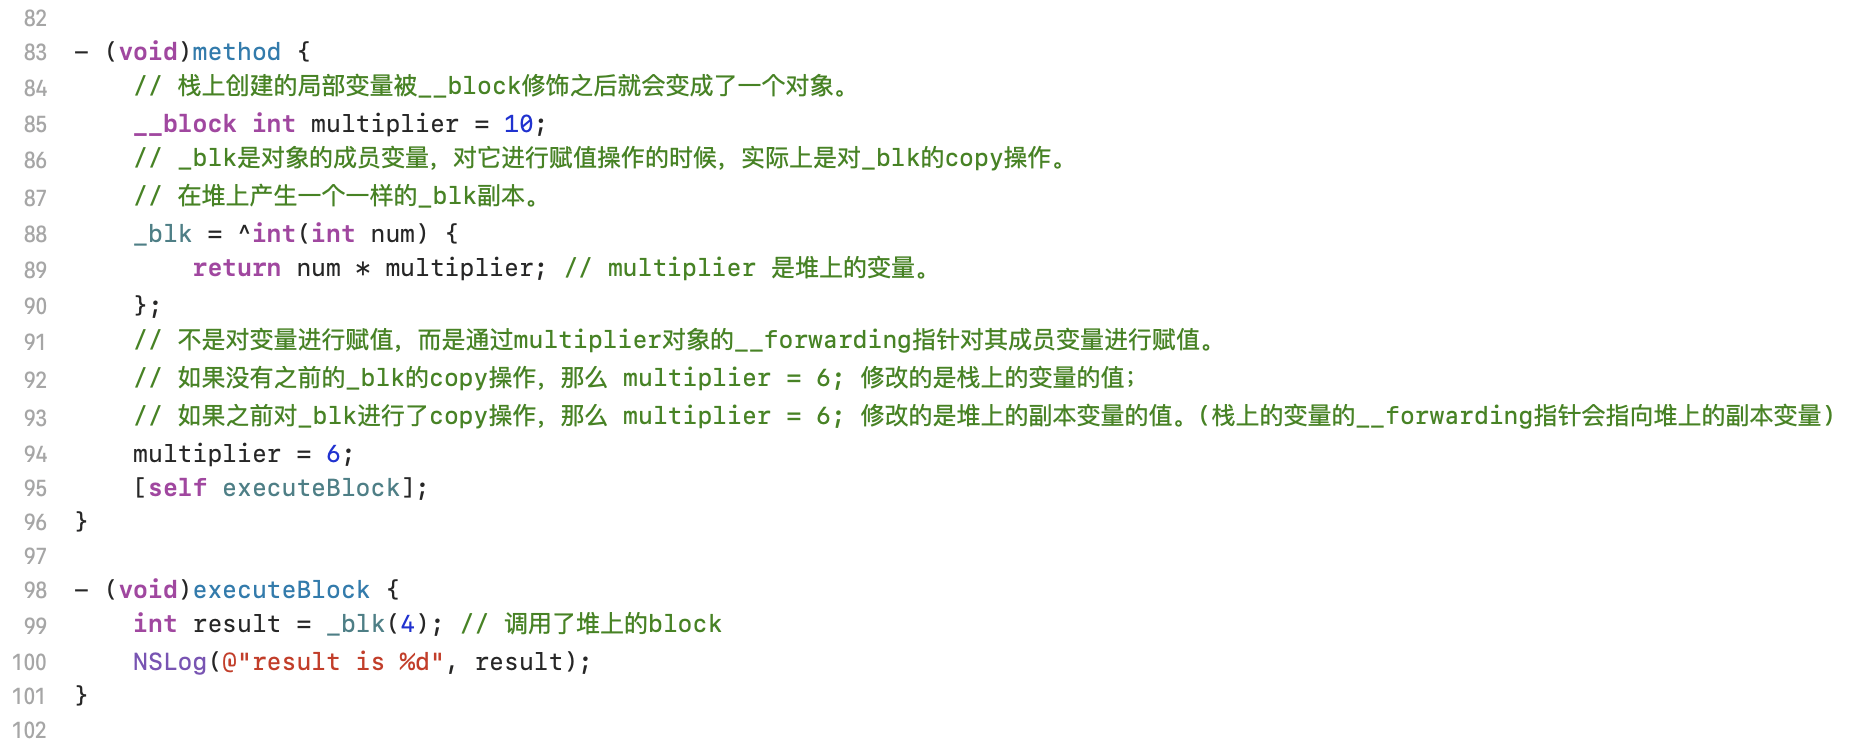 82
83 - (void)method {
84     // 栈上创建的局部变量被__block修饰之后就会变成了一个对象。
85     __block int multiplier = 10;
86     // _blk是对象的成员变量，对它进行赋值操作的时候，实际上是对_blk的copy操作。
87     // 在堆上产生一个一样的_blk副本。
88     _blk = ^int(int num) {
89         return num * multiplier; // multiplier 是堆上的变量。
90     };
91     // 不是对变量进行赋值，而是通过multiplier对象的__forwarding指针对其成员变量进行赋值。
92     // 如果没有之前的_blk的copy操作，那么 multiplier = 6; 修改的是栈上的变量的值；
93     // 如果之前对_blk进行了copy操作，那么 multiplier = 6; 修改的是堆上的副本变量的值。(栈上的变量的__forwarding指针会指向堆上的副本变量)
94     multiplier = 6;
95     [self executeBlock];
96 }
97
98 - (void)executeBlock {
99     int result = _blk(4); // 调用了堆上的block
100     NSLog(@"result is %d", result);
101 }
102